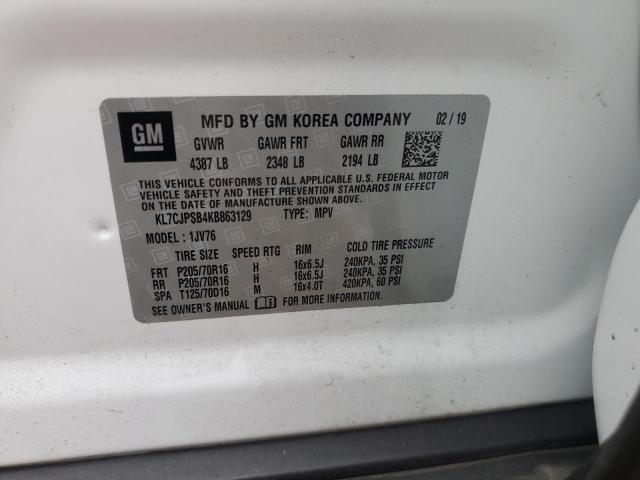 GM
MFD BY GM KOREA COMPANY 02/19
GVWR GAWR FRT GAWR RR
4387 LB 2348 LB 2194 LB
THIS VEHICLE CONFORMS TO ALL APPLICABLE U.S. FEDERAL MOTOR
VEHICLE SAFETY AND THEFT PREVENTION STANDARDS IN EFFECT
ON THE DATE OF MANUFACTURE SHOWN ABOVE.
KL7CJPSB4KB863129 TYPE: MPV
MODEL : 1JV76
TIRE SIZE SPEED RTG RIM COLD TIRE PRESSURE
FRT P205/70R16 H 16x6.5J 240KPA, 35 PSI
RR P205/70R16 H 16x6.5J 240KPA, 35 PSI
SPA T125/70D16 M 16x4.0T 420KPA, 60 PSI
SEE OWNER'S MANUAL FOR MORE INFORMATION.